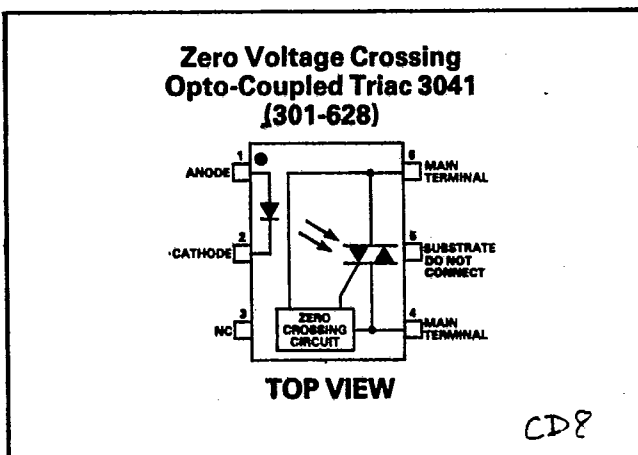 Zero Voltage Crossing
Opto-Coupled Triac 3041
(301-628)
1
ANODE
2
CATHODE
3
NC
6
MAIN
TERMINAL
5
SUBSTRATE
DO NOT
CONNECT
4
MAIN
TERMINAL
ZERO
CROSSING
CIRCUIT
TOP VIEW
CD8